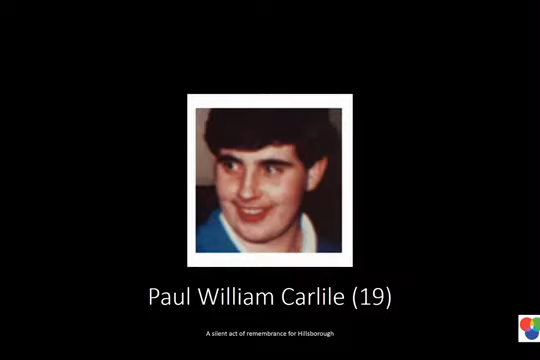 Paul William Carlile (19)
A silent act of remembrance for Hillsborough